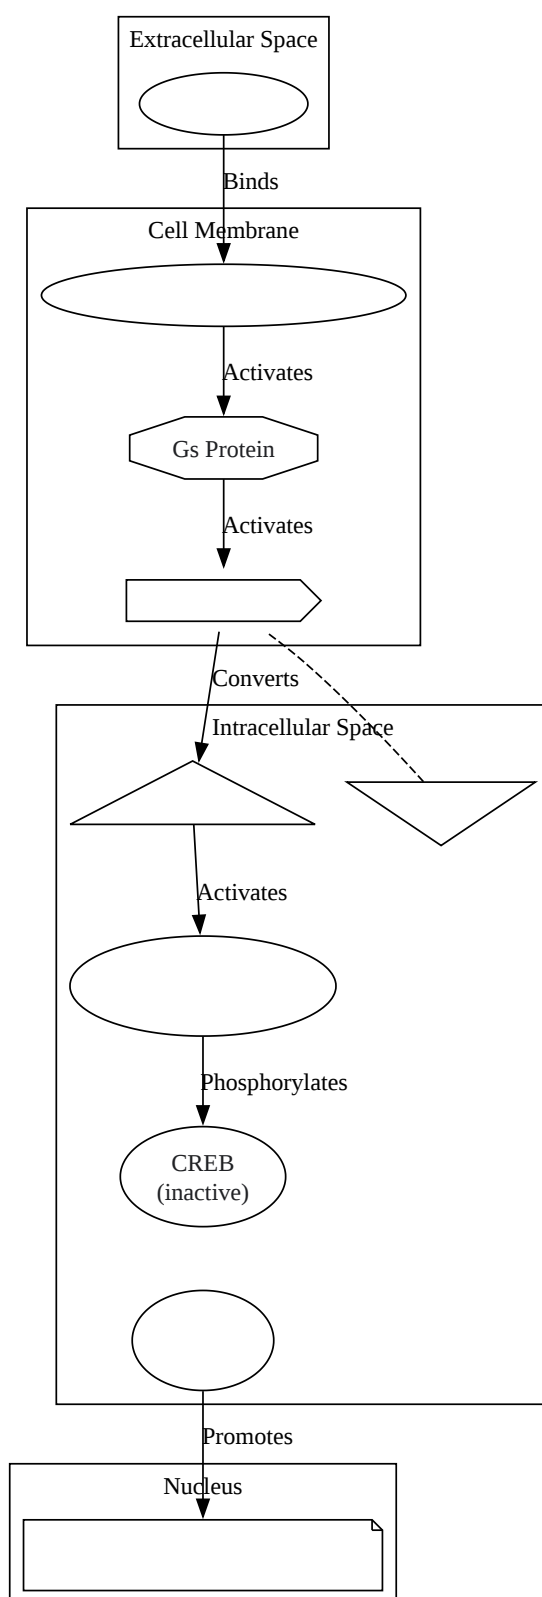 Extracellular Space
Binds
Cell Membrane
Activates
Gs Protein
Activates
Converts
Intracellular Space
Activates
Phosphorylates
CREB
(inactive)
Promotes
Nucleus